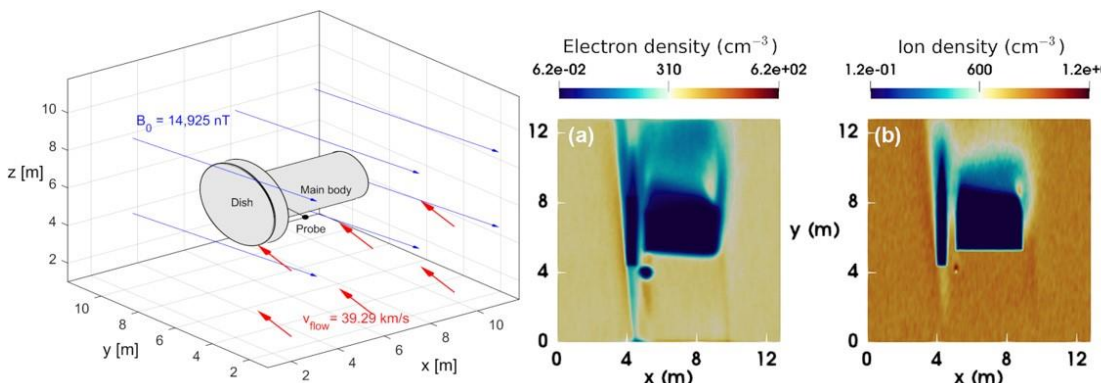 B₀ = 14,925 nT
Dish
Main body
Probe
v_flow = 39.29 km/s
z [m]
10
8
6
4
2
y [m]
10
8
6
4
2
x [m]
2
4
6
8
10
Electron density (cm⁻³)
6.2e-02 310 6.2e+02
(a)
12
8
4
0
0 4 8 12
x (m)
Ion density (cm⁻³)
1.2e-01 600 1.2e+
(b)
y (m)
12
8
4
0
0 4 8 12
x (m)